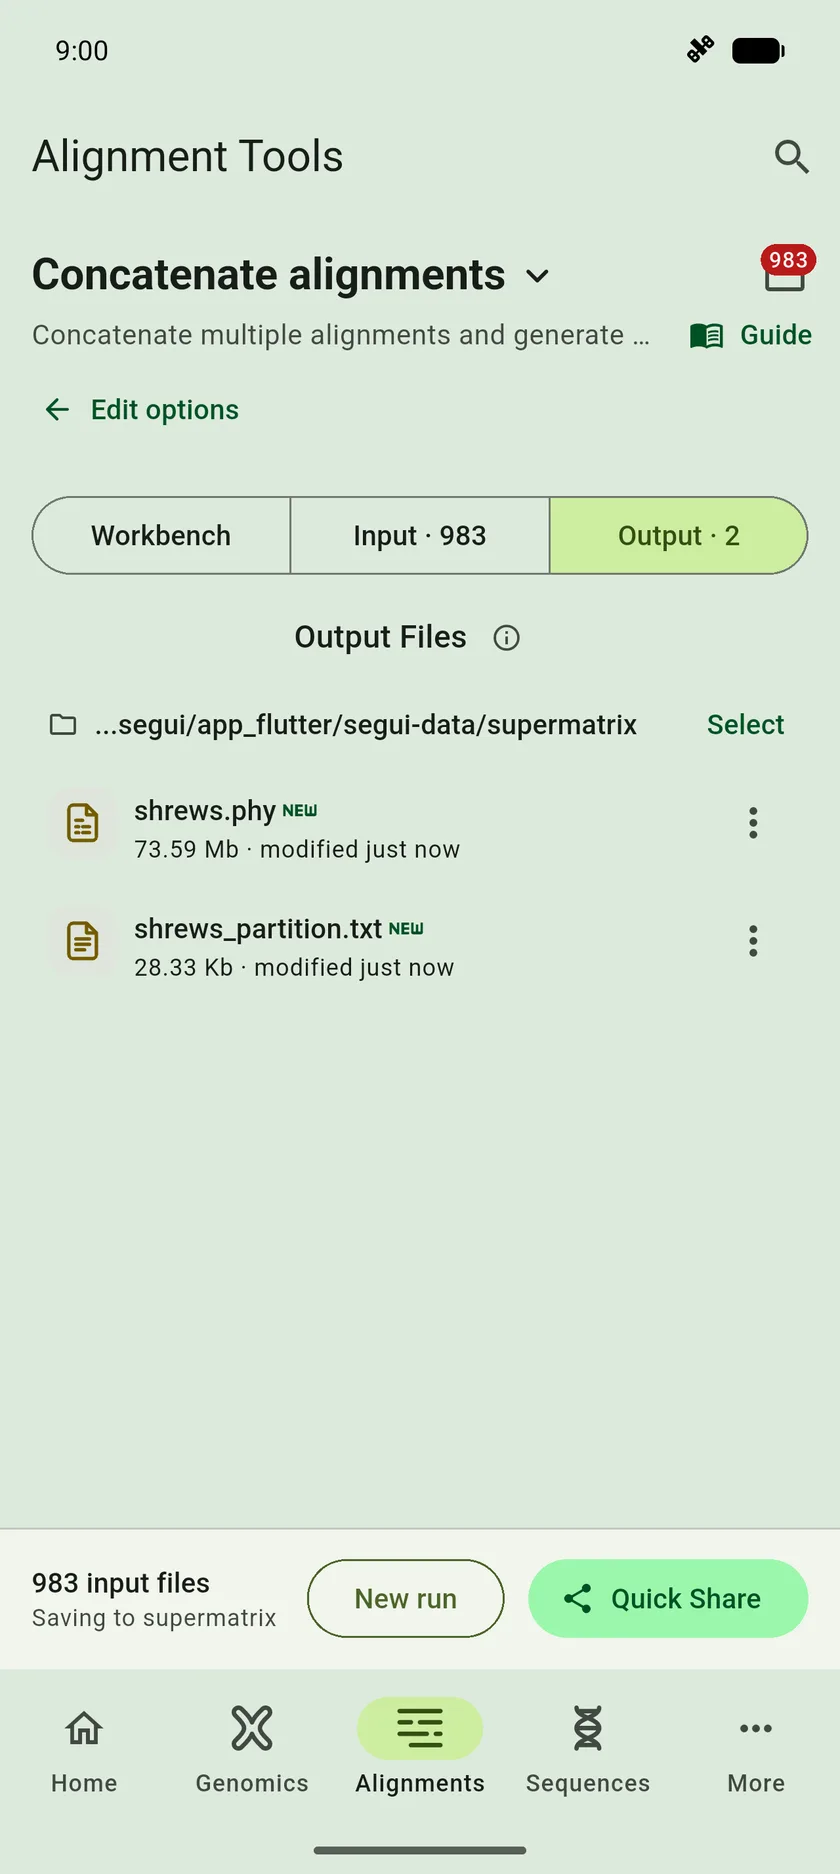 9:00
Alignment Tools
Concatenate alignments
983
Concatenate multiple alignments and generate ...
Guide
Edit options
Workbench
Input · 983
Output · 2
Output Files
...segui/app_flutter/segui-data/supermatrix
Select
shrews.phy NEW
73.59 Mb · modified just now
shrews_partition.txt NEW
28.33 Kb · modified just now
983 input files
Saving to supermatrix
New run
Quick Share
Home
Genomics
Alignments
Sequences
More